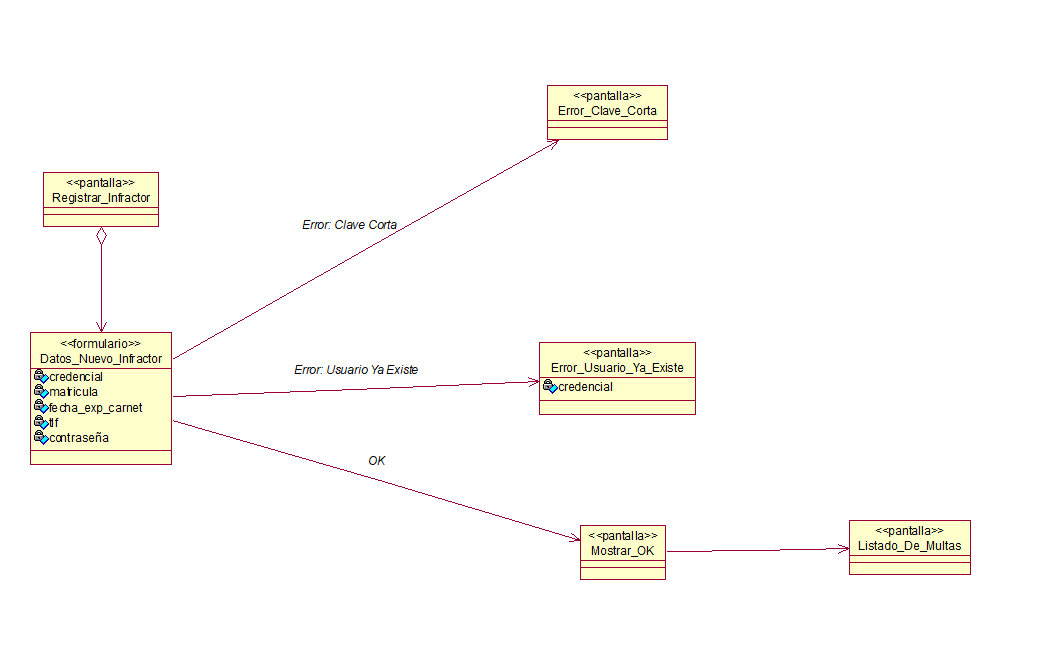 <<pantalla>>
Error_Clave_Corta
<<pantalla>>
Registrar_Infractor
Error: Clave Corta
<<formulario>>
Datos_Nuevo_Infractor
credencial
matricula
fecha_exp_carnet
tlf
contraseña
Error: Usuario Ya Existe
<<pantalla>>
Error_Usuario_Ya_Existe
credencial
OK
<<pantalla>>
Mostrar_OK
<<pantalla>>
Listado_De_Multas